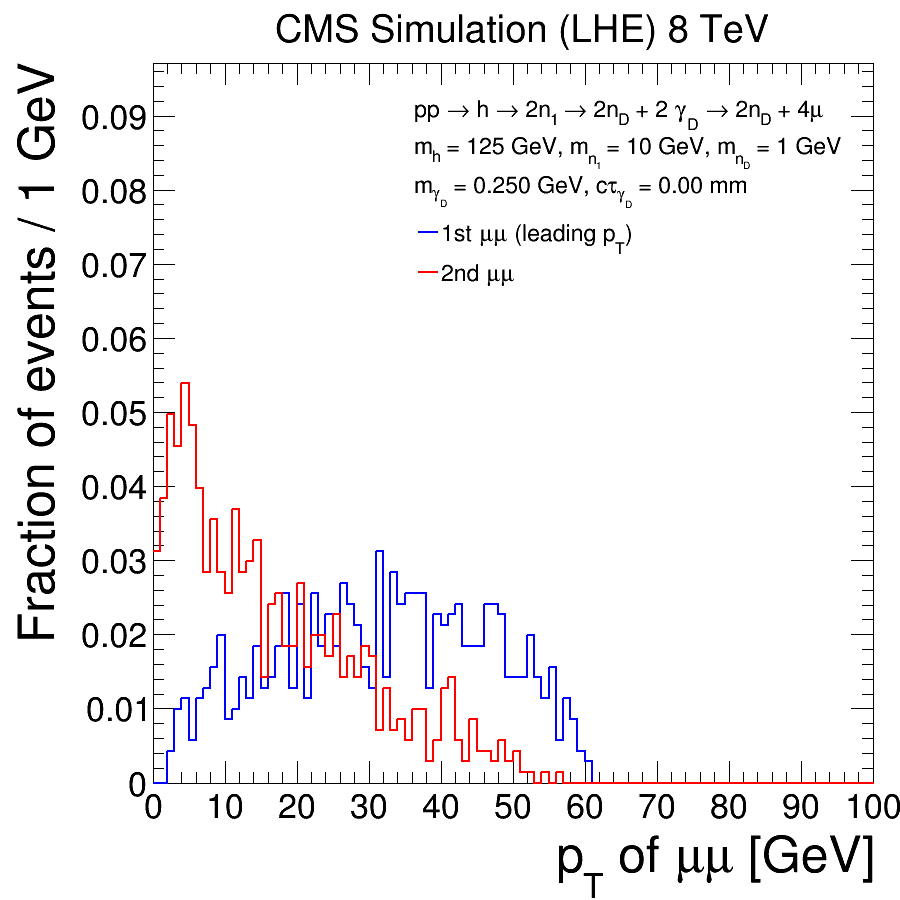 CMS Simulation (LHE) 8 TeV
Fraction of events / 1 GeV
pp → h → 2n1 → 2nD + 2 γD → 2nD + 4μ
mh = 125 GeV, mn1 = 10 GeV, mnD = 1 GeV
mγD = 0.250 GeV, cτγD = 0.00 mm
1st μμ (leading pT)
2nd μμ
0.09
0.08
0.07
0.06
0.05
0.04
0.03
0.02
0.01
0
0 10 20 30 40 50 60 70 80 90 100
pT of μμ [GeV]